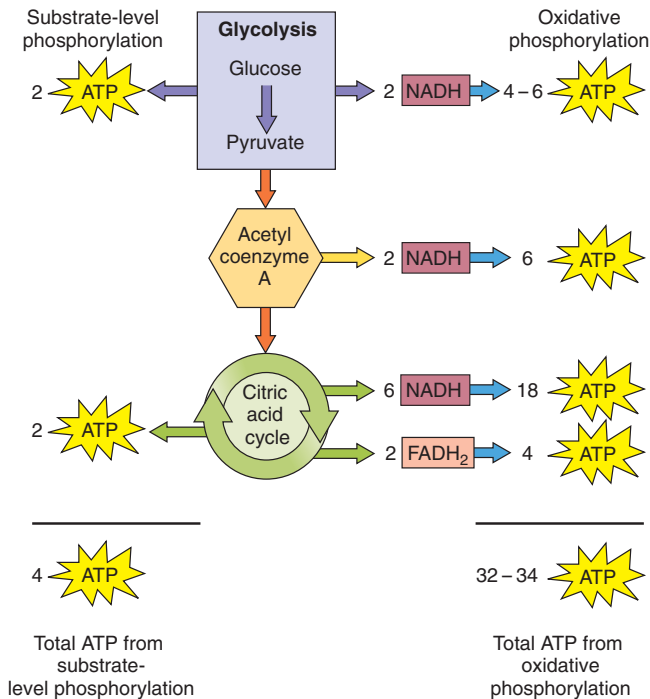 Substrate-level
phosphorylation
Glycolysis
Oxidative
phosphorylation
Glucose
2 ATP
2 NADH 4–6 ATP
Pyruvate
Acetyl
coenzyme
A
2 NADH 6 ATP
Citric
acid
cycle
6 NADH 18 ATP
2 ATP
2 FADH₂ 4 ATP
4 ATP
32–34 ATP
Total ATP from
substrate-
level phosphorylation
Total ATP from
oxidative
phosphorylation